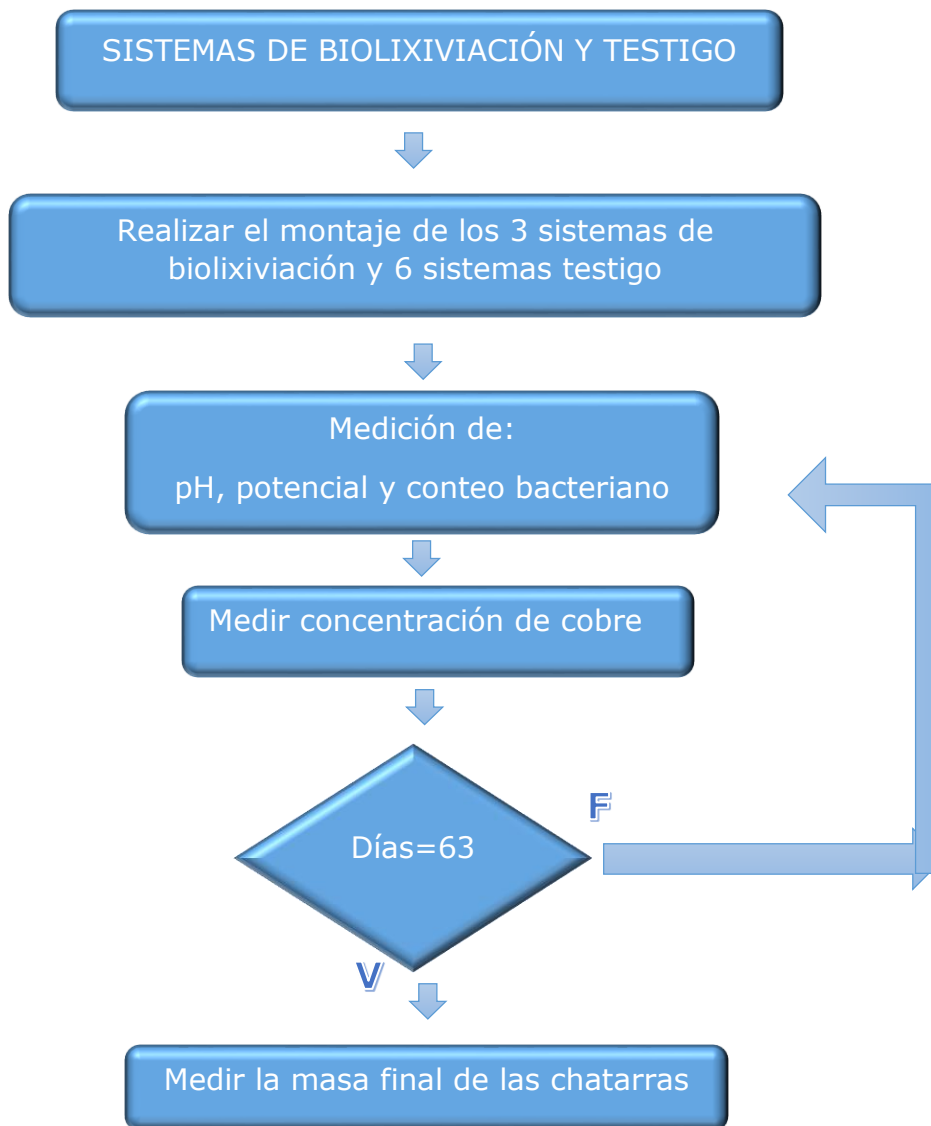 SISTEMAS DE BIOLIXIVIACIÓN Y TESTIGO
Realizar el montaje de los 3 sistemas de
biolixiviación y 6 sistemas testigo
Medición de:
pH, potencial y conteo bacteriano
Medir concentración de cobre
F
Días=63
V
Medir la masa final de las chatarras